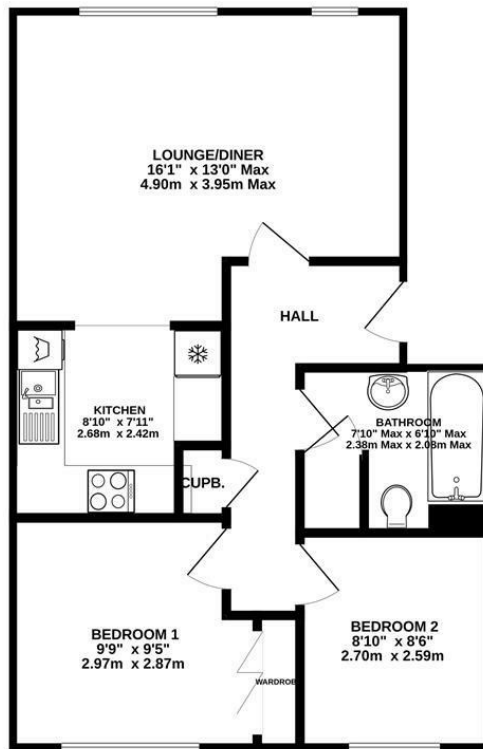 LOUNGE/DINER
16'1" x 13'0" Max
4.90m x 3.95m Max
HALL
KITCHEN
8'10" x 7'11"
2.68m x 2.42m
BATHROOM
7'10" Max x 6'10" Max
2.38m Max x 2.08m Max
CUPB.
BEDROOM 1
9'9" x 9'5"
2.97m x 2.87m
WARDROBE
BEDROOM 2
8'10" x 8'6"
2.70m x 2.59m